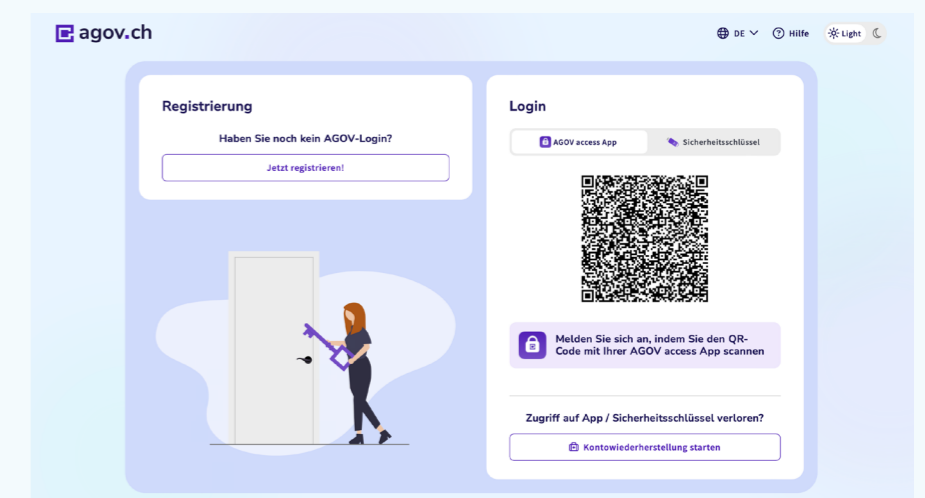 agov.ch
DE
Hilfe
Light
Registrierung
Haben Sie noch kein AGOV-Login?
Jetzt registrieren!
Login
AGOV access App
Sicherheitsschlüssel
Melden Sie sich an, indem Sie den QR-
Code mit Ihrer AGOV access App scannen
Zugriff auf App / Sicherheitsschlüssel verloren?
Kontowiederherstellung starten